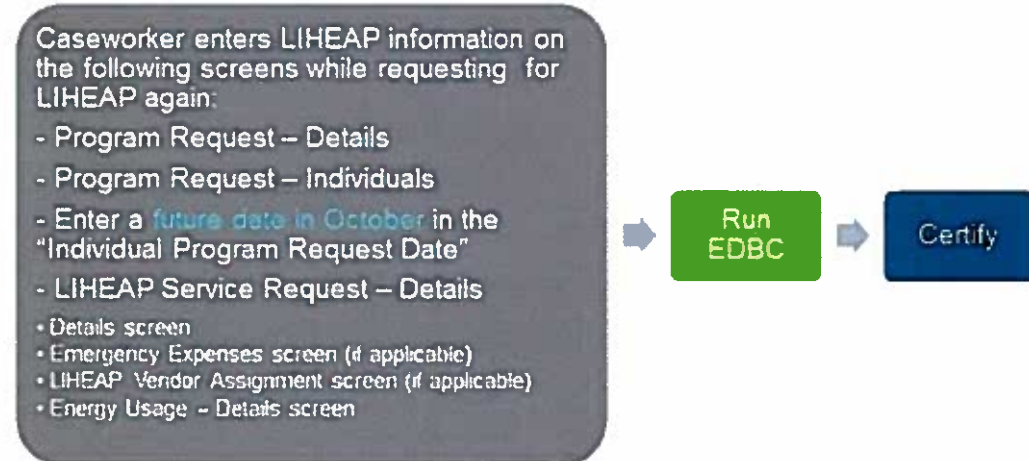 Caseworker enters LIHEAP information on
the following screens while requesting for
LIHEAP again:
- Program Request – Details
- Program Request – Individuals
- Enter a future date in October in the
“Individual Program Request Date”
- LIHEAP Service Request – Details
• Details screen
• Emergency Expenses screen (if applicable)
• LIHEAP Vendor Assignment screen (if applicable)
• Energy Usage – Details screen
Run
EDBC
Certify